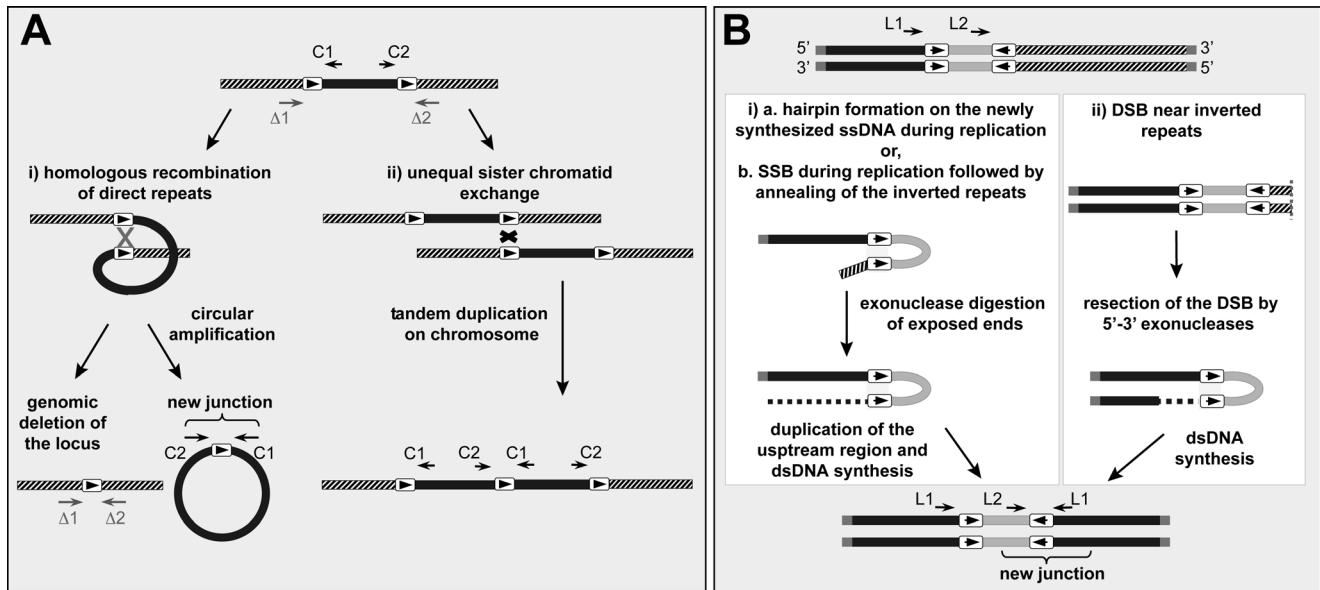 A
C1 C2
Δ1 Δ2
i) homologous recombination
of direct repeats
ii) unequal sister chromatid
exchange
circular
amplification
tandem duplication
on chromosome
genomic
deletion of
the locus
new junction
C2 C1
Δ1 Δ2
C1 C2 C1 C2
B
L1 L2
5’ 3’
3’ 5’
i) a. hairpin formation on the newly
synthesized ssDNA during replication
or,
b. SSB during replication followed by
annealing of the inverted repeats
exonuclease digestion
of exposed ends
duplication of the
usptream region and
dsDNA synthesis
ii) DSB near inverted
repeats
resection of the DSB by
5’-3’ exonucleases
dsDNA
synthesis
L1 L2 L1
new junction